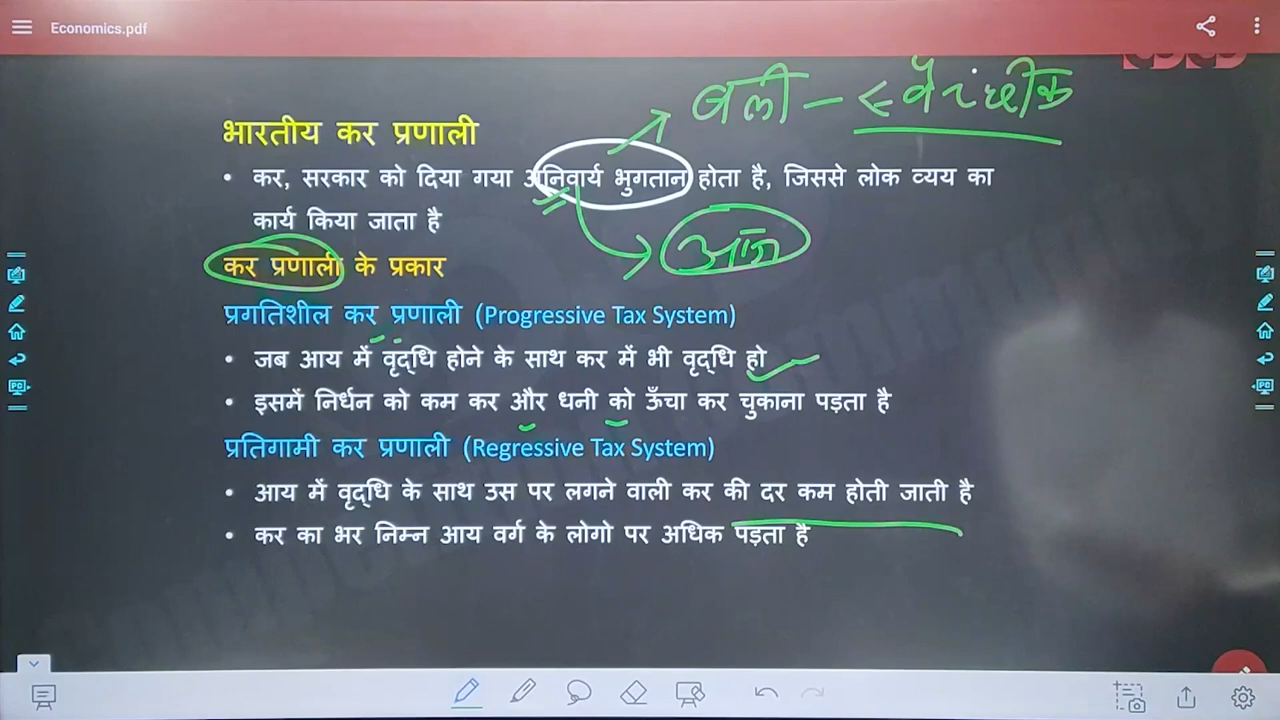 Economics.pdf
बली - स्वैच्छीक
भारतीय कर प्रणाली
• कर, सरकार को दिया गया अनिवार्य भुगतान होता है, जिससे लोक व्यय का
कार्य किया जाता है
कर प्रणाली के प्रकार
प्रगतिशील कर प्रणाली (Progressive Tax System)
• जब आय में वृद्धि होने के साथ कर में भी वृद्धि हो
• इसमें निर्धन को कम कर और धनी को ऊँचा कर चुकाना पड़ता है
प्रतिगामी कर प्रणाली (Regressive Tax System)
• आय में वृद्धि के साथ उस पर लगने वाली कर की दर कम होती जाती है
• कर का भर निम्न आय वर्ग के लोगो पर अधिक पड़ता है